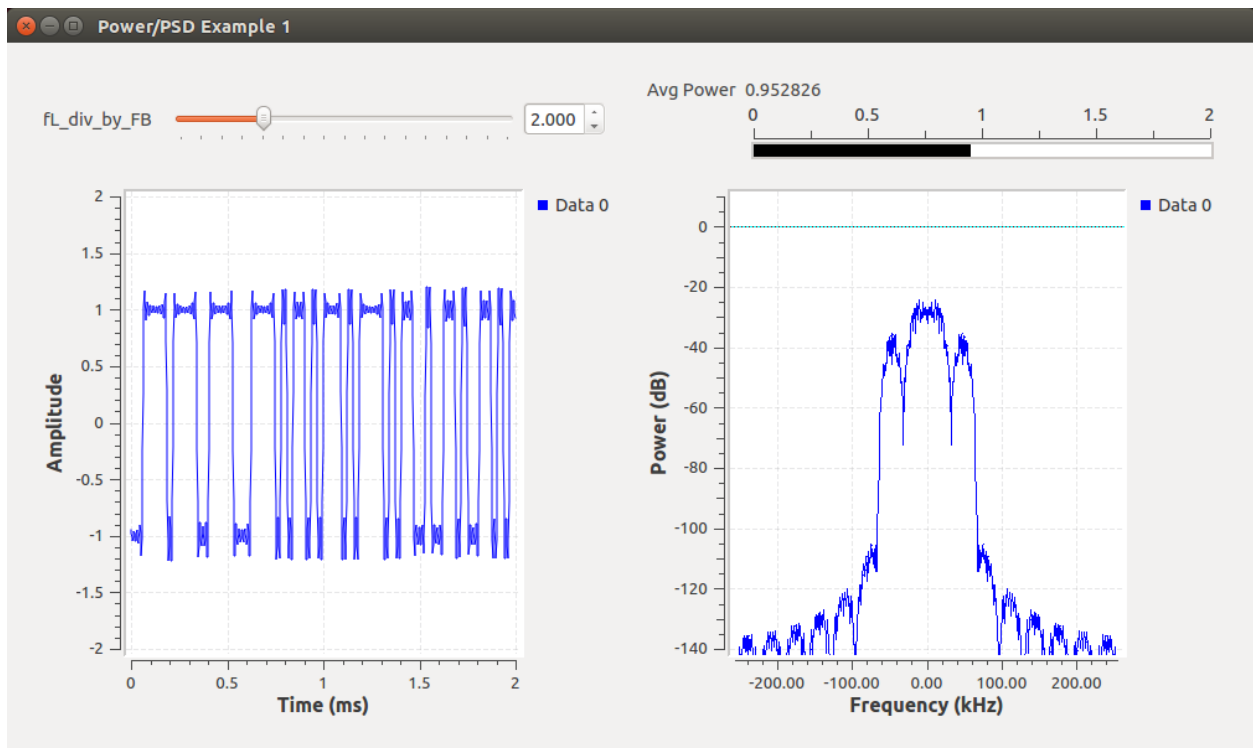 Power/PSD Example 1
fL_div_by_FB
2.000
Avg Power 0.952826
0 0.5 1 1.5 2
2
1.5
1
0.5
0
-0.5
-1
-1.5
-2
Amplitude
0 0.5 1 1.5 2
Time (ms)
Data 0
0
-20
-40
-60
-80
-100
-120
-140
Power (dB)
-200.00 -100.00 0.00 100.00 200.00
Frequency (kHz)
Data 0